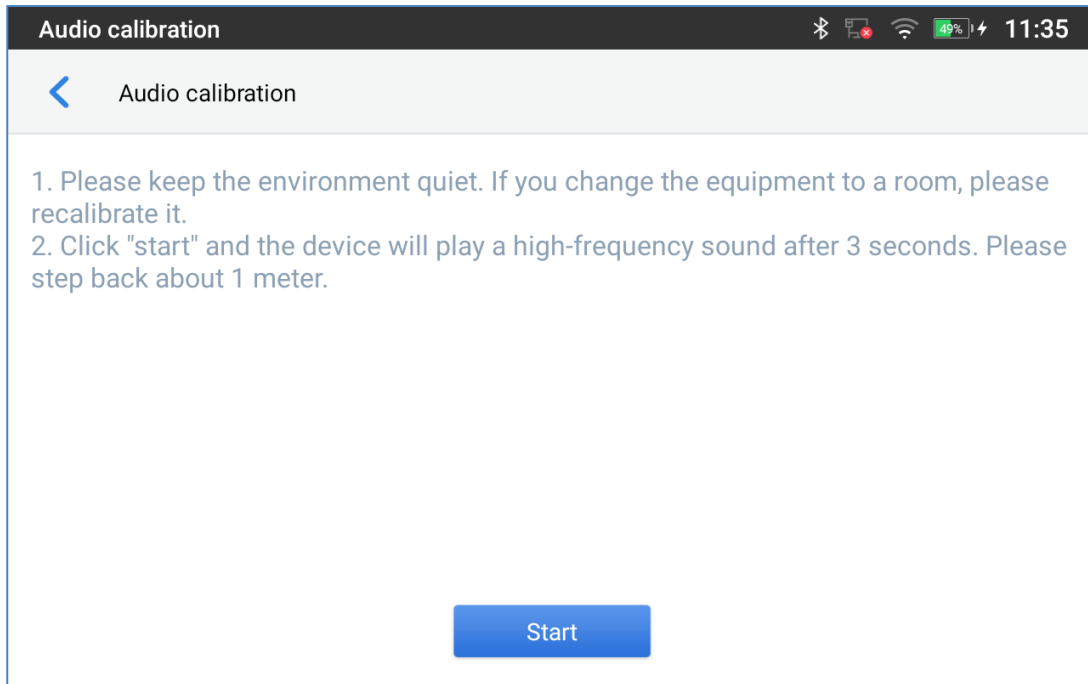 Audio calibration 49% 11:35
Audio calibration
1. Please keep the environment quiet. If you change the equipment to a room, please
recalibrate it.
2. Click "start" and the device will play a high-frequency sound after 3 seconds. Please
step back about 1 meter.
Start